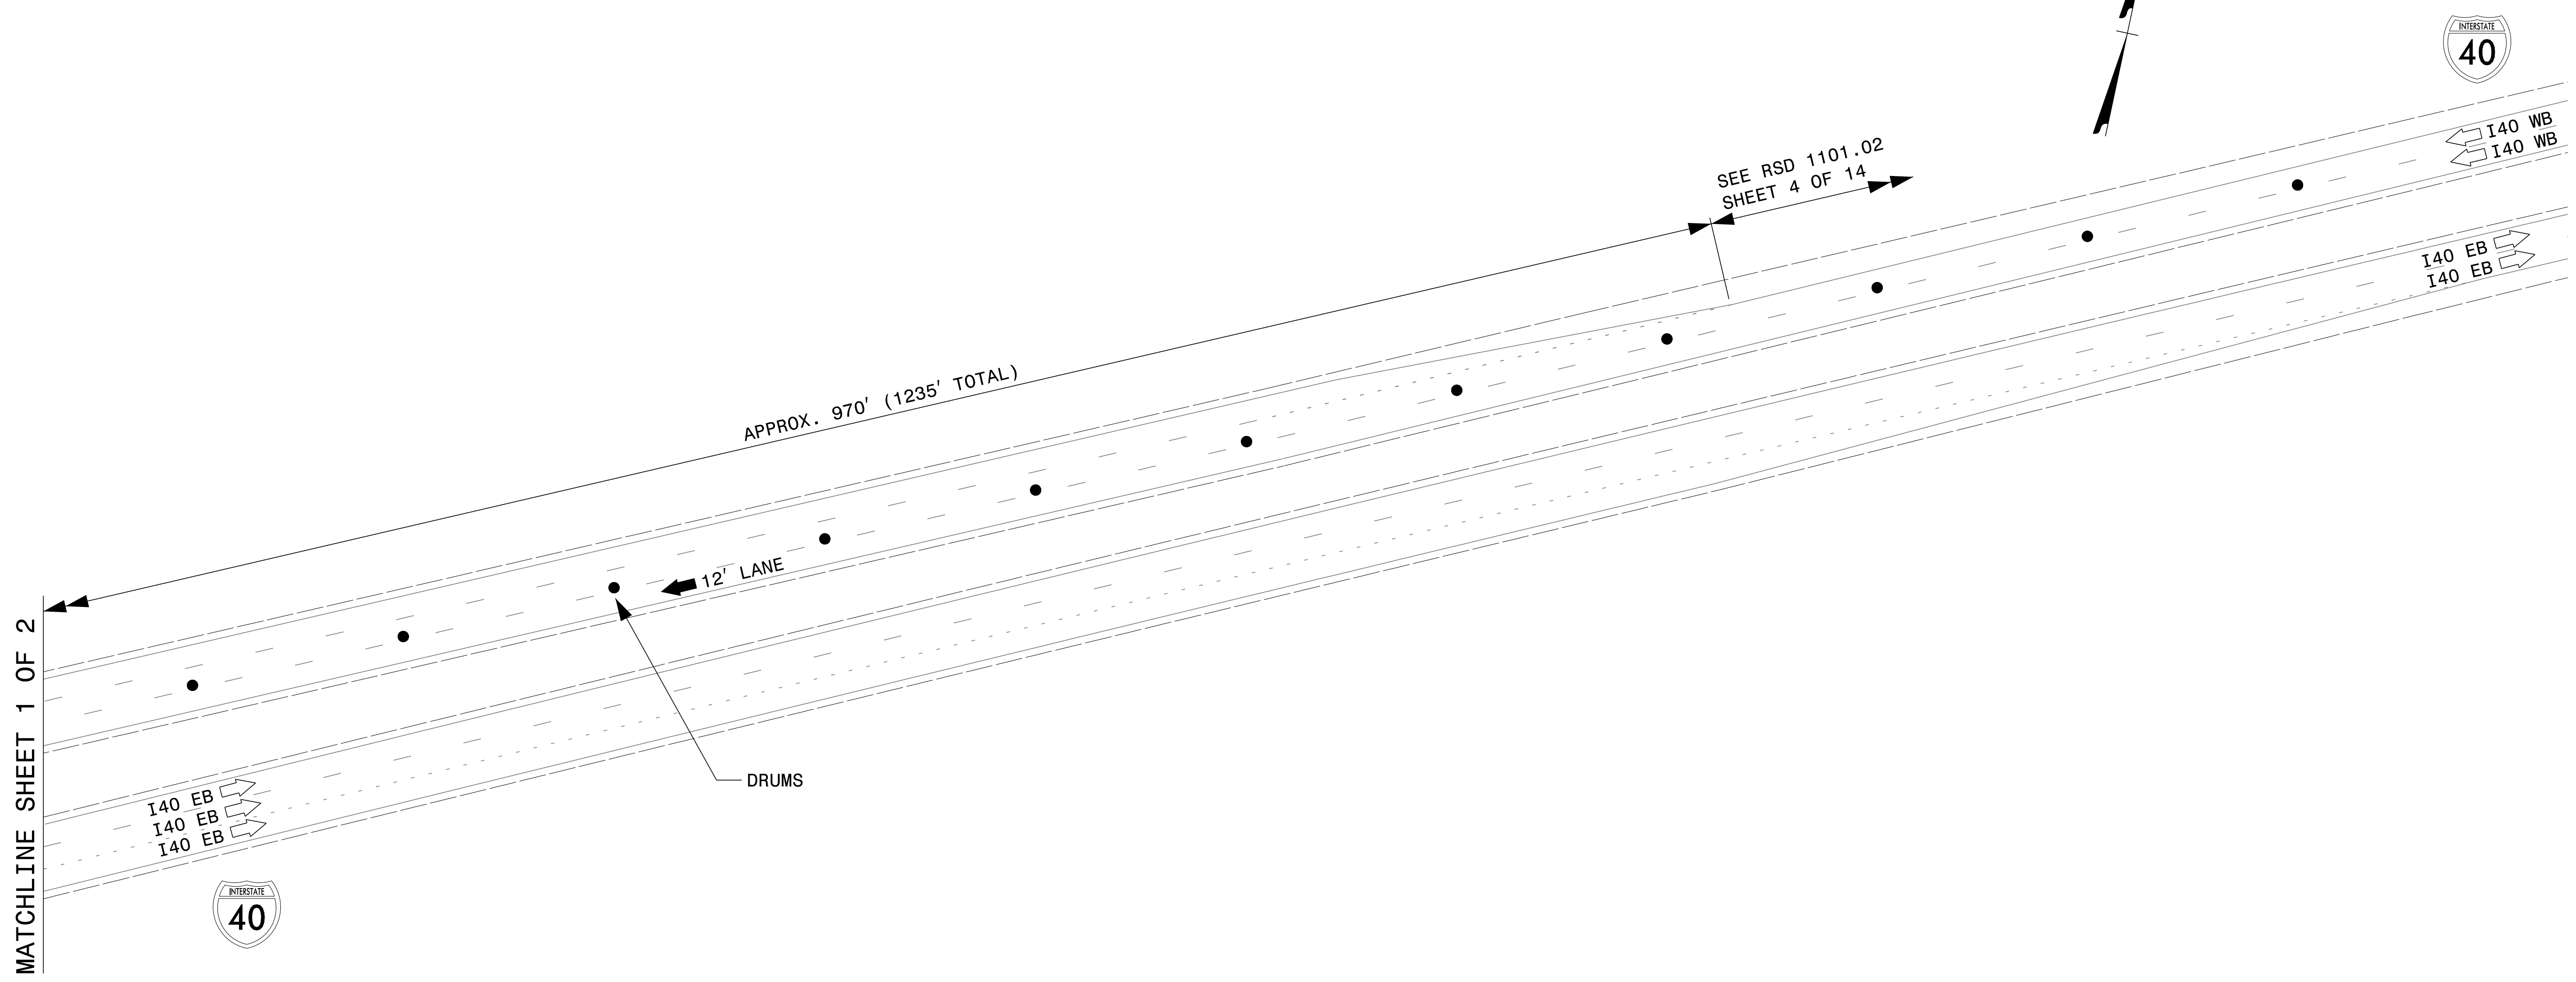 INTERSTATE
40
I40 WB
I40 WB
SEE RSD 1101.02
SHEET 4 OF 14
I40 EB
I40 EB
APPROX. 970' (1235' TOTAL)
12' LANE
MATCHLINE SHEET 1 OF 2
DRUMS
I40 EB
I40 EB
I40 EB
INTERSTATE
40